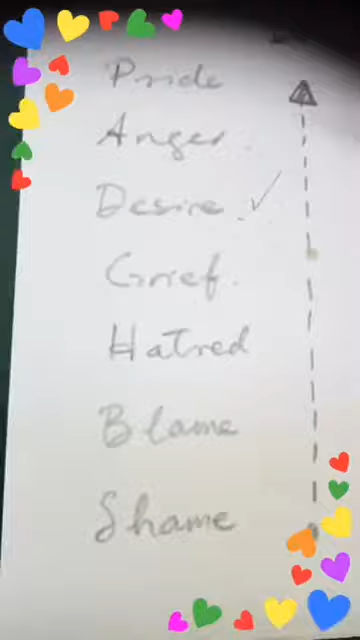 Pride
Anger.
Desire. ✓
Grief.
Hatred
Blame
Shame